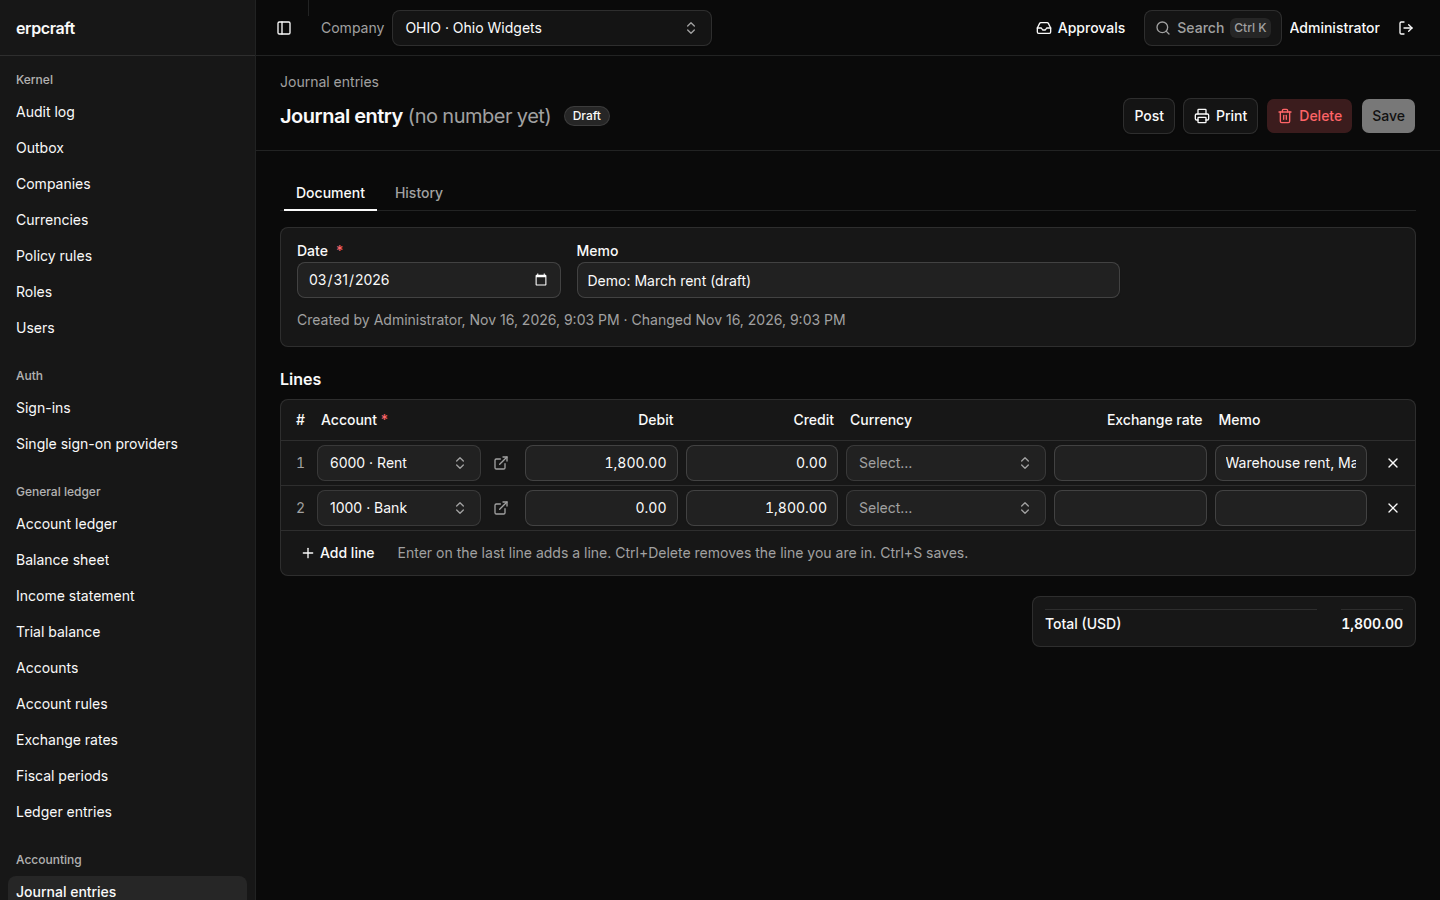 erpcraft
Company OHIO · Ohio Widgets
Approvals Search Ctrl K Administrator
Kernel
Audit log
Outbox
Companies
Currencies
Policy rules
Roles
Users
Auth
Sign-ins
Single sign-on providers
General ledger
Account ledger
Balance sheet
Income statement
Trial balance
Accounts
Account rules
Exchange rates
Fiscal periods
Ledger entries
Accounting
Journal entries
Journal entries
Journal entry (no number yet) Draft
Post Print Delete Save
Document History
Date * Memo
03/31/2026 Demo: March rent (draft)
Created by Administrator, Nov 16, 2026, 9:03 PM · Changed Nov 16, 2026, 9:03 PM
Lines
# Account * Debit Credit Currency Exchange rate Memo
1 6000 · Rent 1,800.00 0.00 Select... Warehouse rent, Ma
2 1000 · Bank 0.00 1,800.00 Select...
Add line Enter on the last line adds a line. Ctrl+Delete removes the line you are in. Ctrl+S saves.
Total (USD) 1,800.00